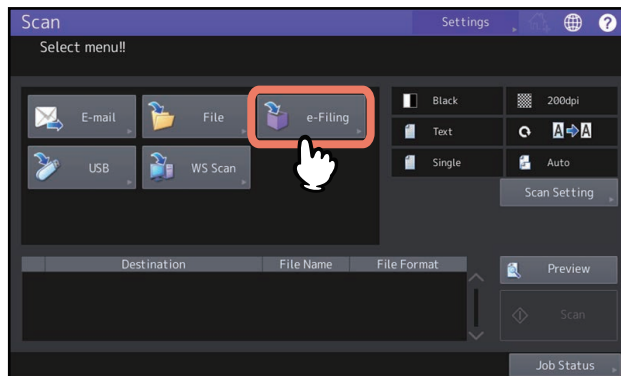 Scan
Settings
?
Select menu!!
E-mail
File
e-Filing
USB
WS Scan
Black
200dpi
Text
A A
Single
Auto
Scan Setting
Destination File Name File Format
Preview
Scan
Job Status